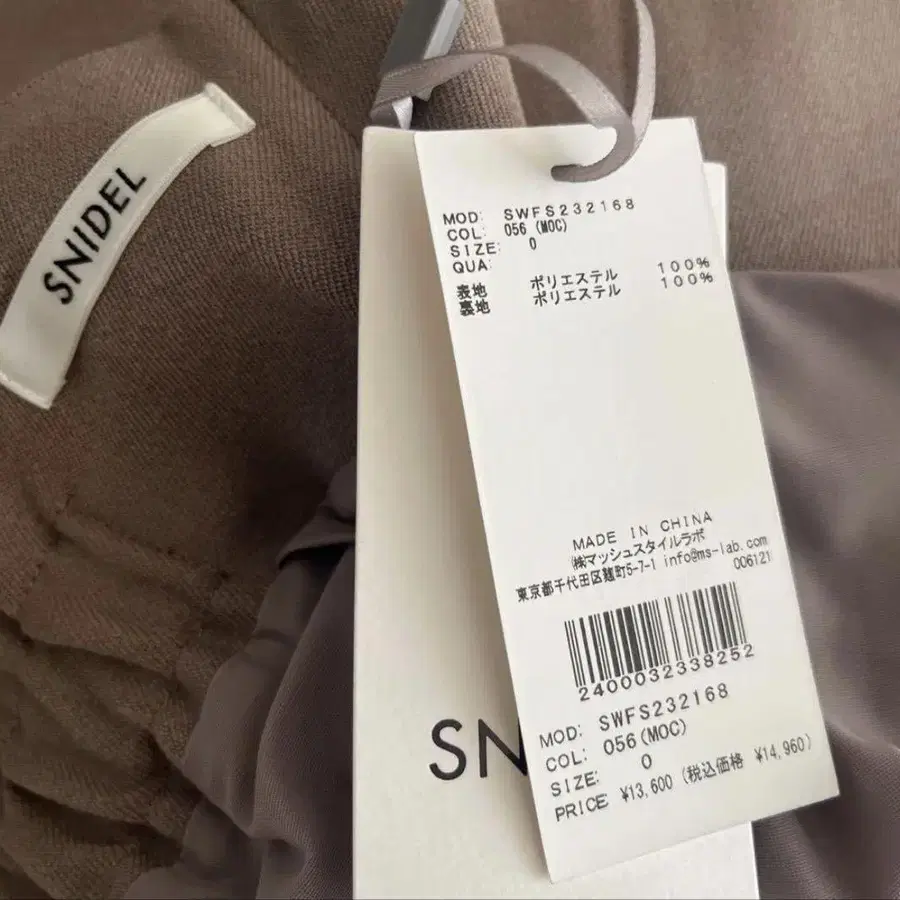 SNIDEL
MOD: SWFS232168
COL: 056 (MOC)
SIZE: 0
QUA:
表地 ポリエステル 100%
裏地 ポリエステル 100%
MADE IN CHINA
㈱マッシュスタイルラボ
東京都千代田区麹町5-7-1 info@ms-lab.com
006121
2400032338252
MOD: SWFS232168
COL: 056 (MOC)
SIZE: 0
PRICE: ¥13,600 (税込価格 ¥14,960)
SN